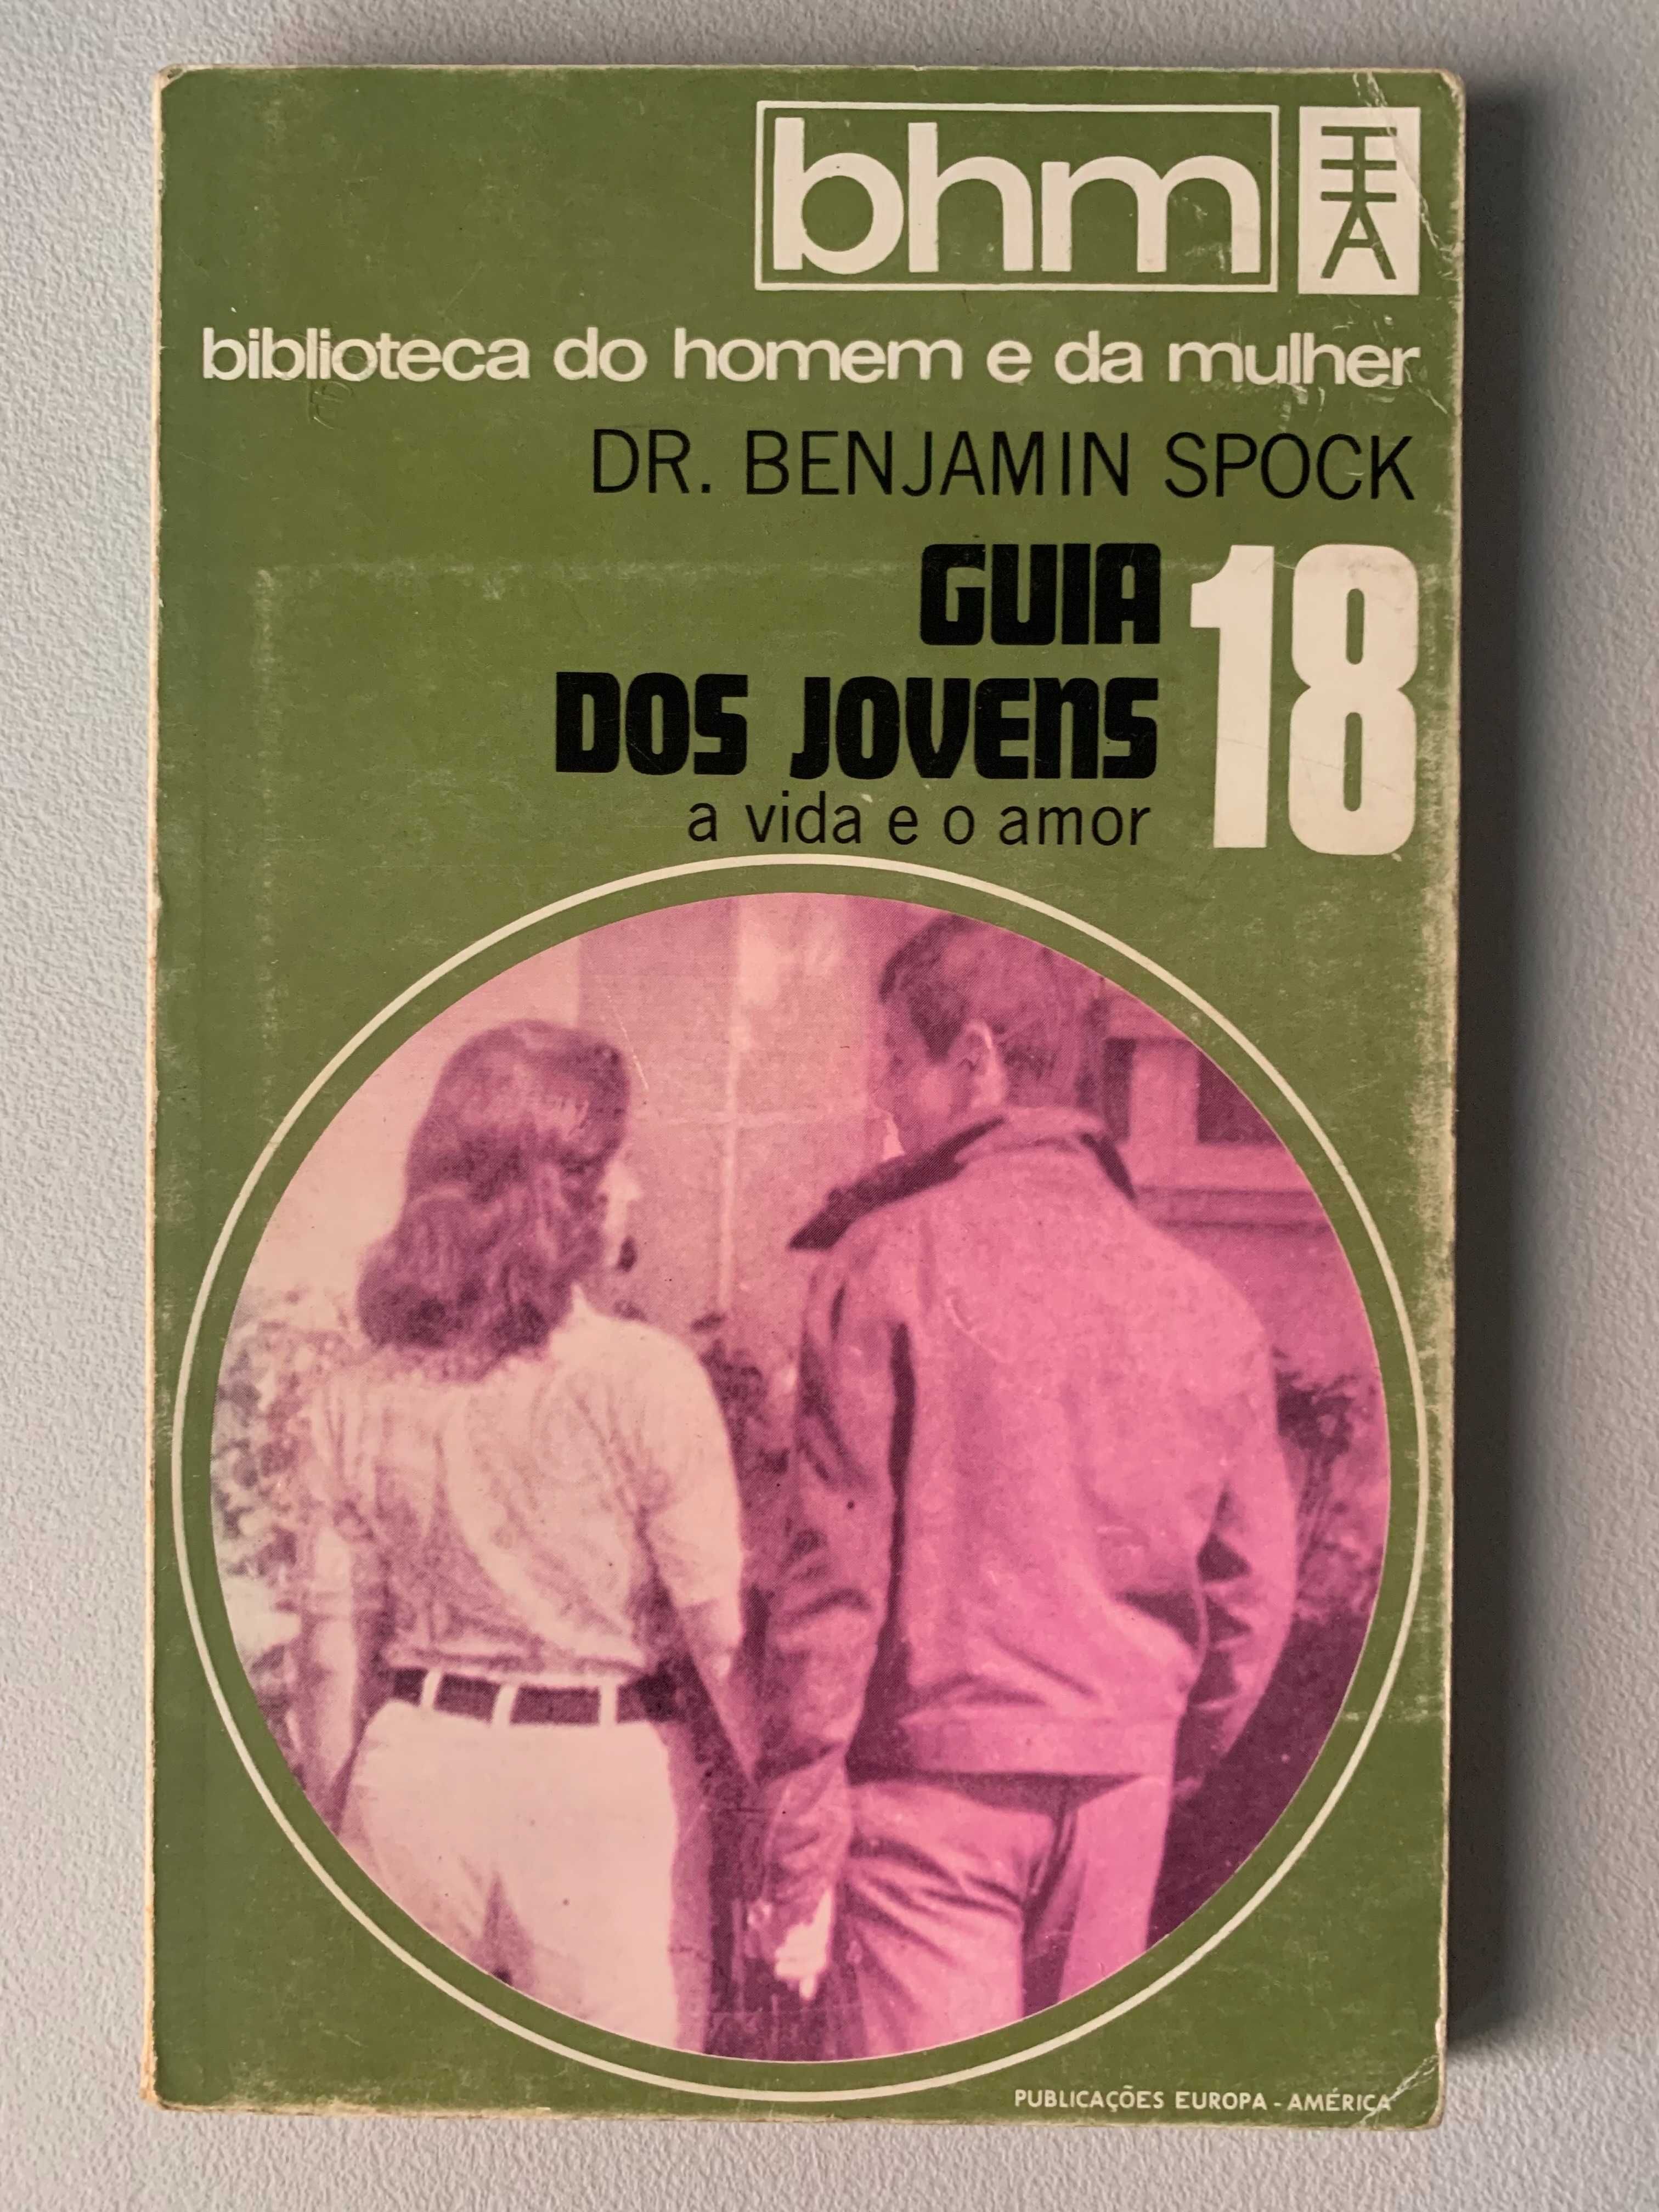 bhm
biblioteca do homem e da mulher
DR. BENJAMIN SPOCK
GUIA
DOS JOVENS
18
a vida e o amor
PUBLICAÇÕES EUROPA - AMÉRICA